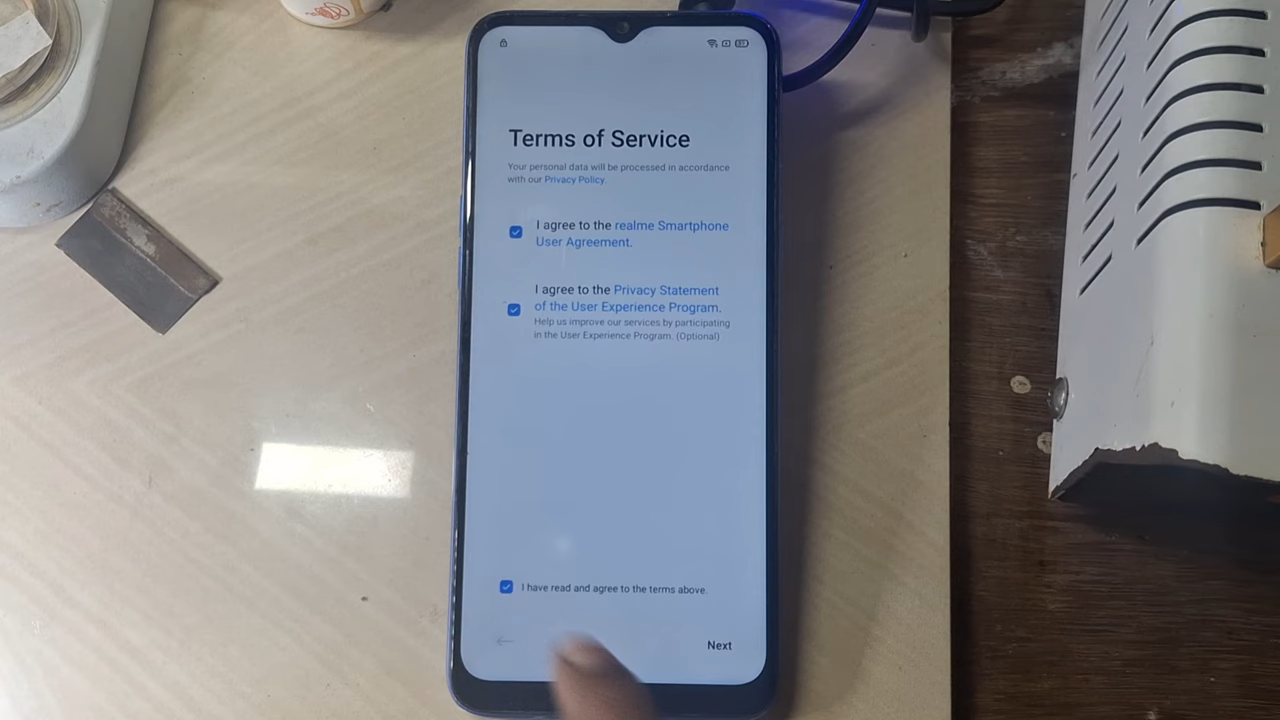 Terms of Service
Your personal data will be processed in accordance
with our Privacy Policy.
I agree to the realme Smartphone
User Agreement.
I agree to the Privacy Statement
of the User Experience Program.
Help us improve our services by participating
in the User Experience Program. (Optional)
I have read and agree to the terms above.
Next